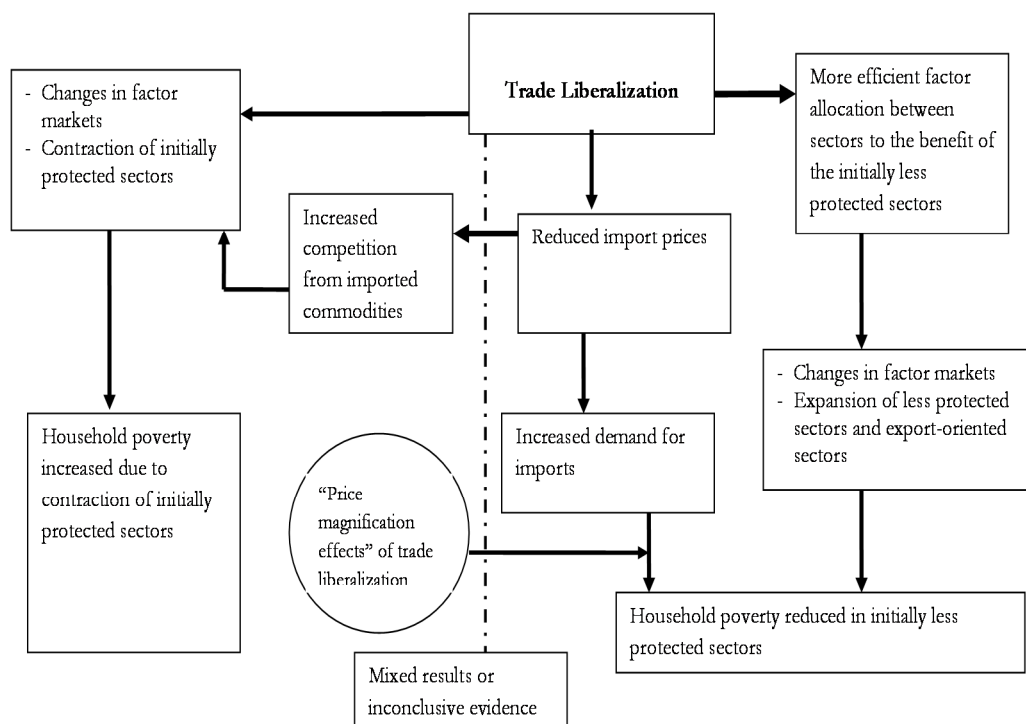 Trade Liberalization
- Changes in factor
markets
- Contraction of initially
protected sectors
More efficient factor
allocation between
sectors to the benefit of
the initially less
protected sectors
Increased
competition
from imported
commodities
Reduced import prices
- Changes in factor markets
- Expansion of less protected
sectors and export-oriented
sectors
Household poverty
increased due to
contraction of initially
protected sectors
Increased demand for
imports
“Price
magnification
effects” of trade
liberalization
Household poverty reduced in initially less
protected sectors
Mixed results or
inconclusive evidence